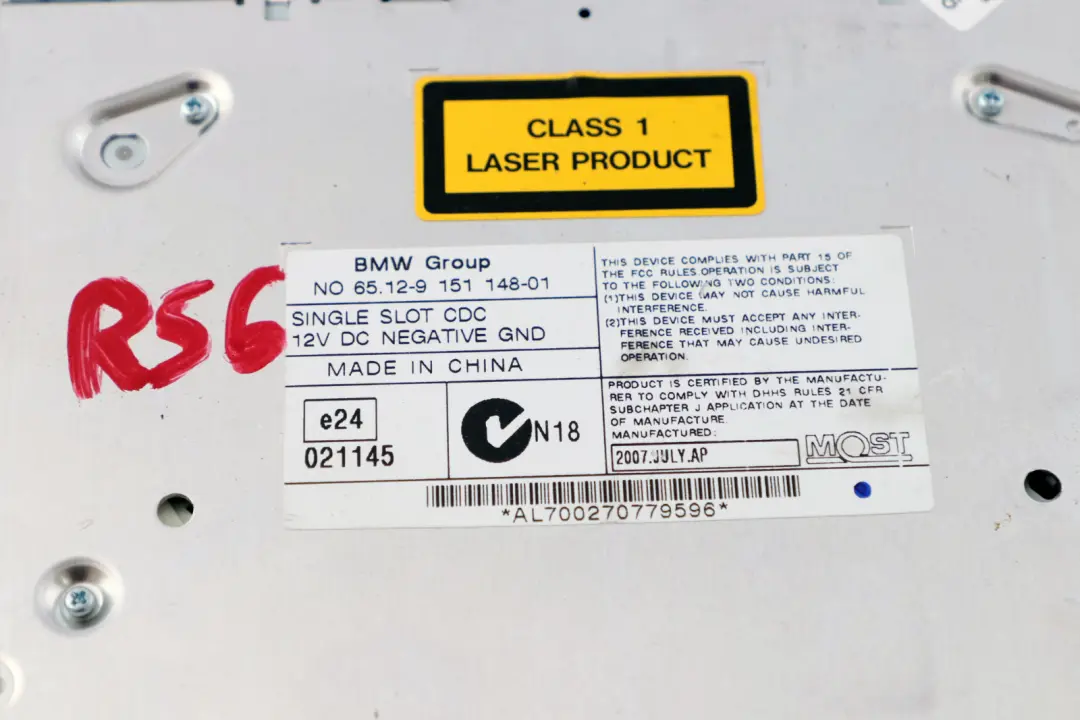 CLASS 1
LASER PRODUCT
R56
BMW Group
NO 65.12-9 151 148-01
SINGLE SLOT CDC
12V DC NEGATIVE GND
MADE IN CHINA
e24
021145
N18
THIS DEVICE COMPLIES WITH PART 15 OF
THE FCC RULES.OPERATION IS SUBJECT
TO THE FOLLOWING TWO CONDITIONS:
(1)THIS DEVICE MAY NOT CAUSE HARMFUL
INTERFERENCE.
(2)THIS DEVICE MUST ACCEPT ANY INTER-
FERENCE RECEIVED INCLUDING INTER-
FERENCE THAT MAY CAUSE UNDESIRED
OPERATION.
PRODUCT IS CERTIFIED BY THE MANUFACTU-
RER TO COMPLY WITH DHHS RULES 21 CFR
SUBCHAPTER J APPLICATION AT THE DATE
OF MANUFACTURE.
MANUFACTURED:
2007.JULY.AP
MOST
*AL700270779596*